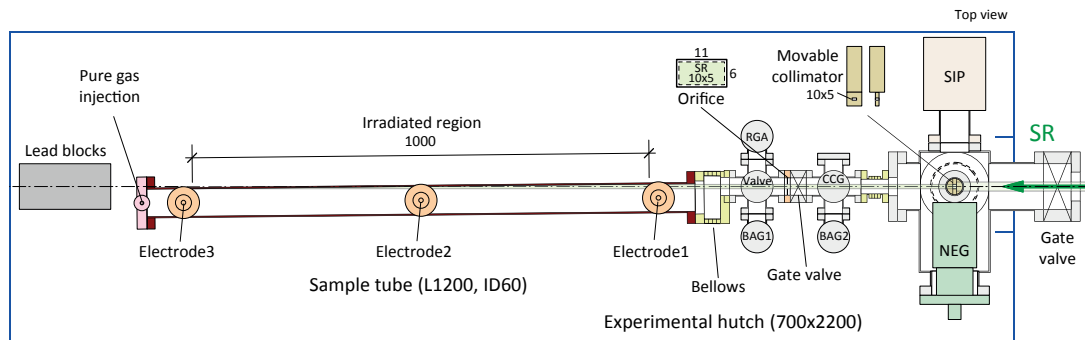 Top view
11
SR
10x5
6
Orifice
Movable
collimator
10x5
SIP
SR
Pure gas
injection
Irradiated region
1000
Lead blocks
RGA
Valve
CCG
BAG1
BAG2
Electrode3
Electrode2
Electrode1
NEG
Gate
valve
Gate valve
Bellows
Sample tube (L1200, ID60)
Experimental hutch (700x2200)